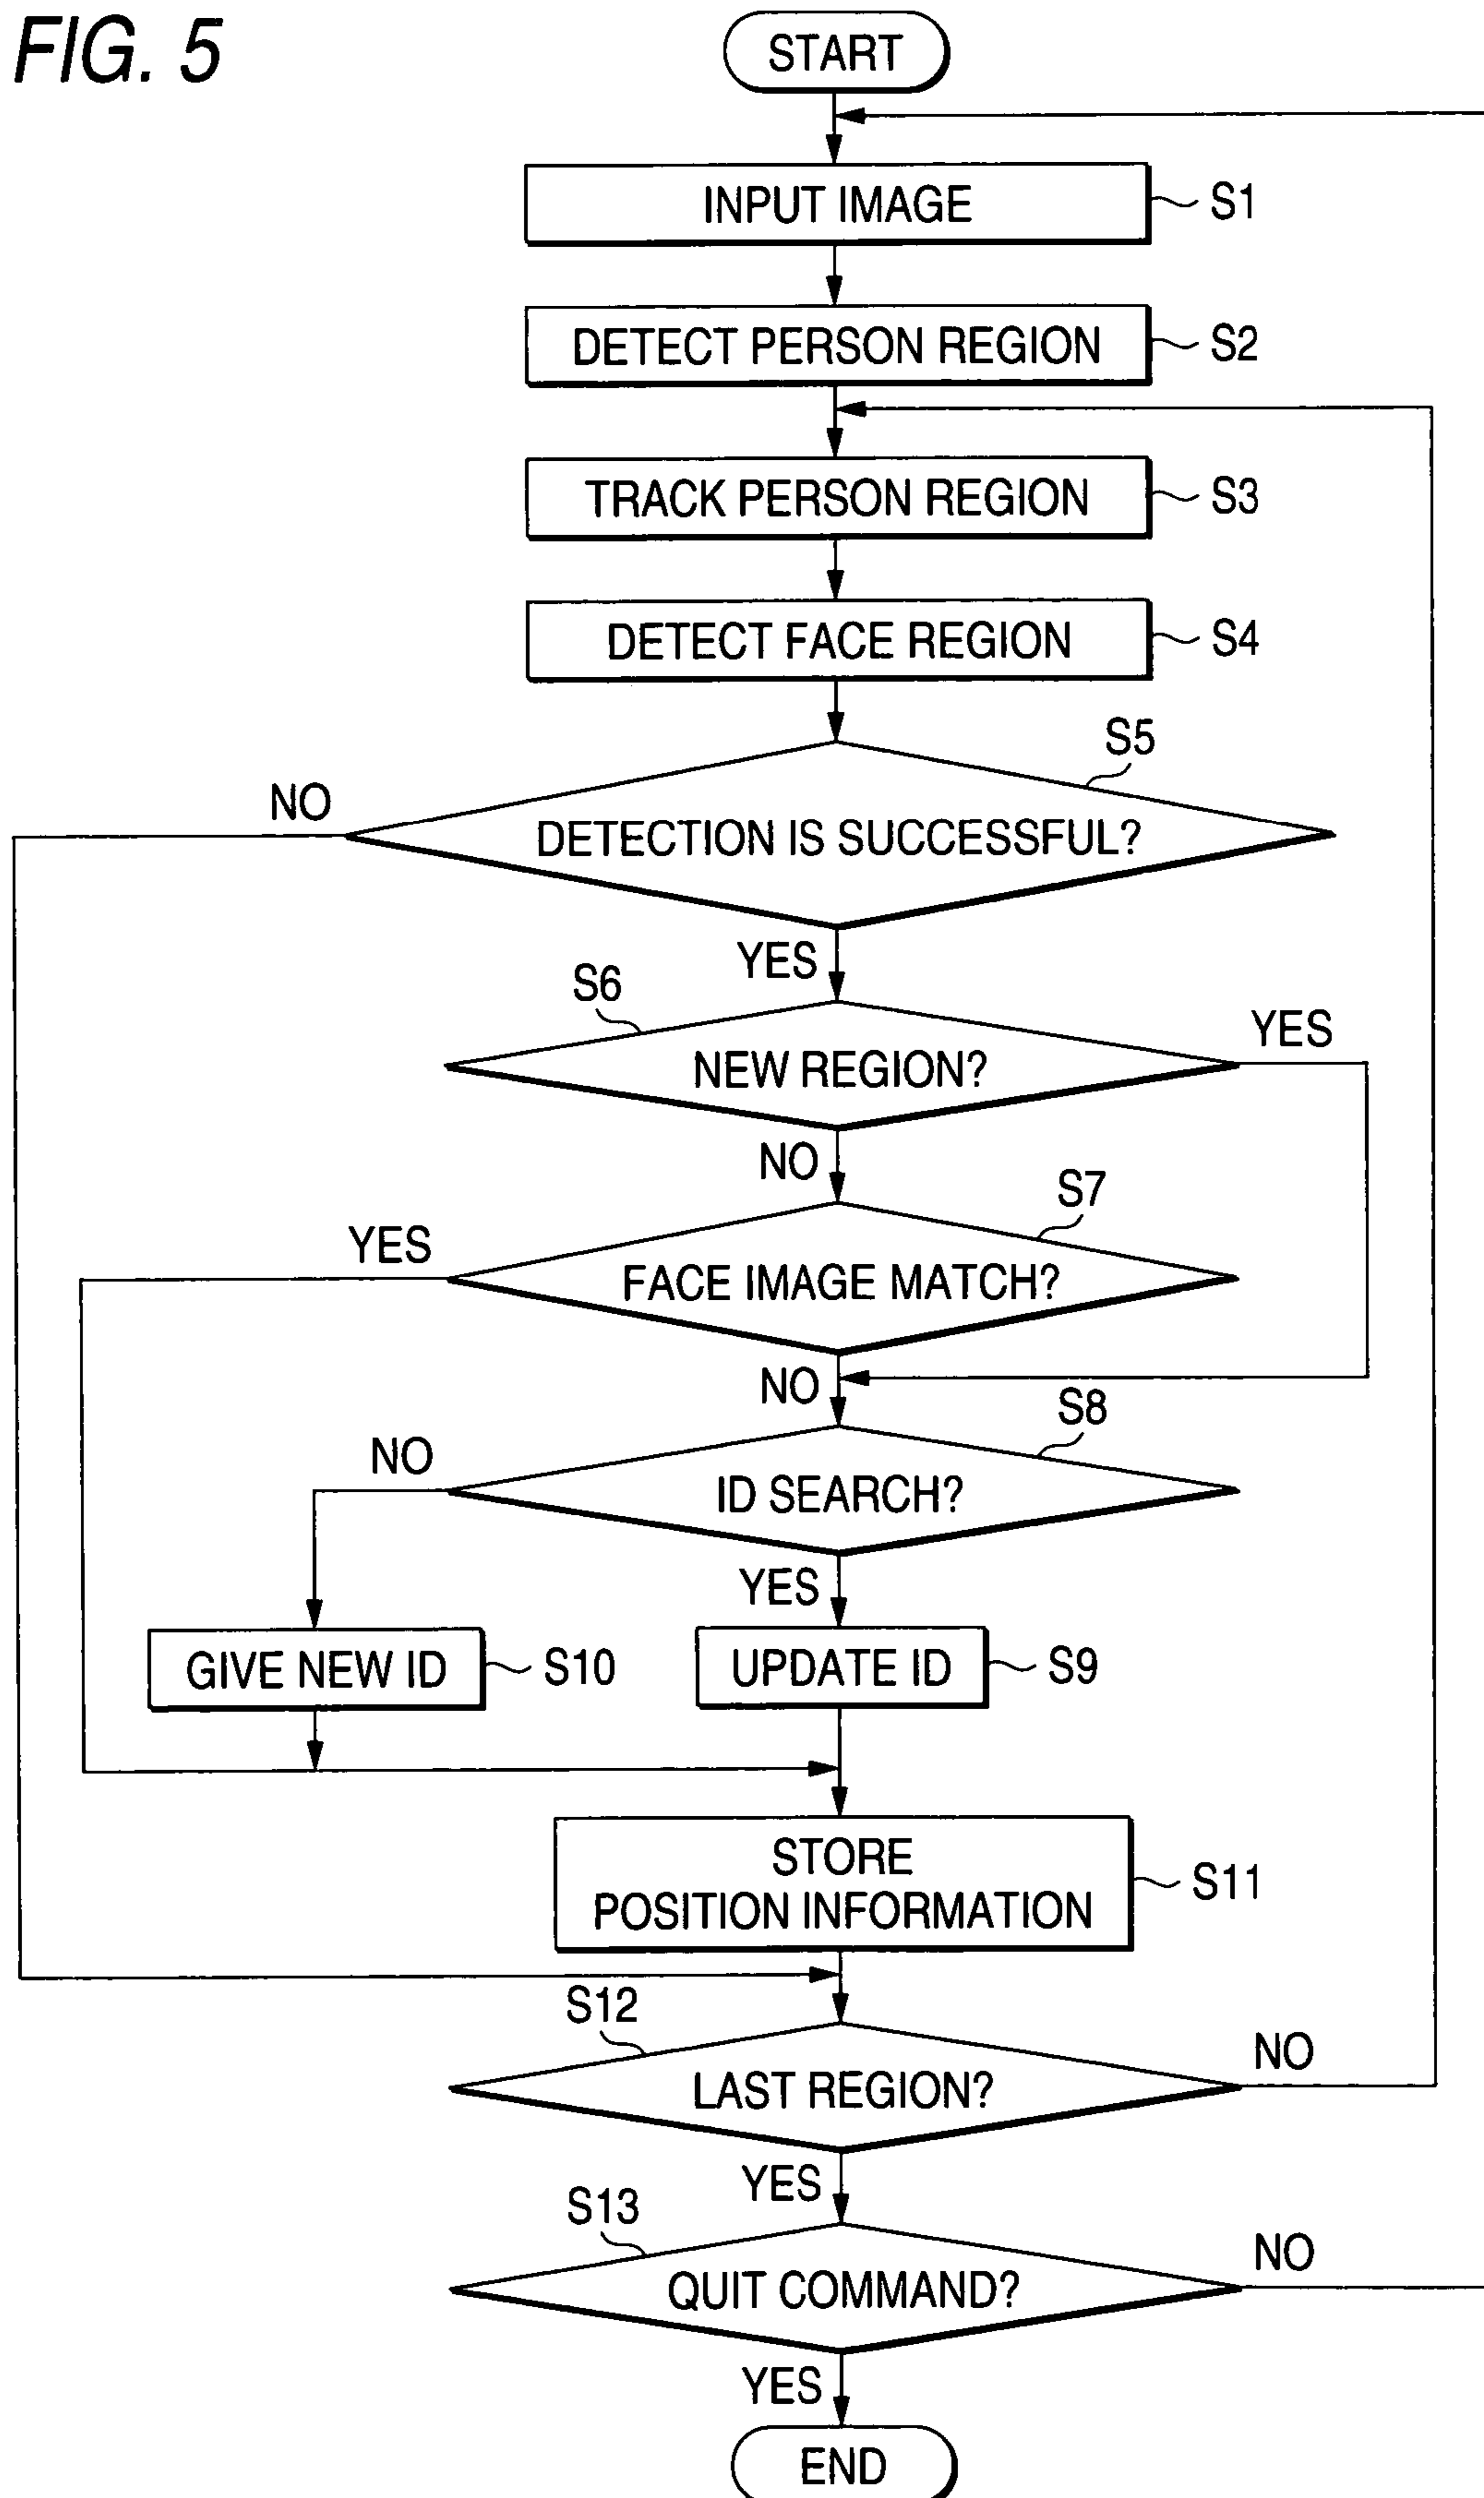 FIG. 5
START
INPUT IMAGE
S1
DETECT PERSON REGION
S2
TRACK PERSON REGION
S3
DETECT FACE REGION
S4
S5
NO
DETECTION IS SUCCESSFUL?
YES
S6
YES
NEW REGION?
NO
S7
YES
FACE IMAGE MATCH?
NO
S8
NO
ID SEARCH?
YES
GIVE NEW ID
S10
UPDATE ID
S9
STORE
POSITION INFORMATION
S11
S12
NO
LAST REGION?
YES
S13
NO
QUIT COMMAND?
YES
END